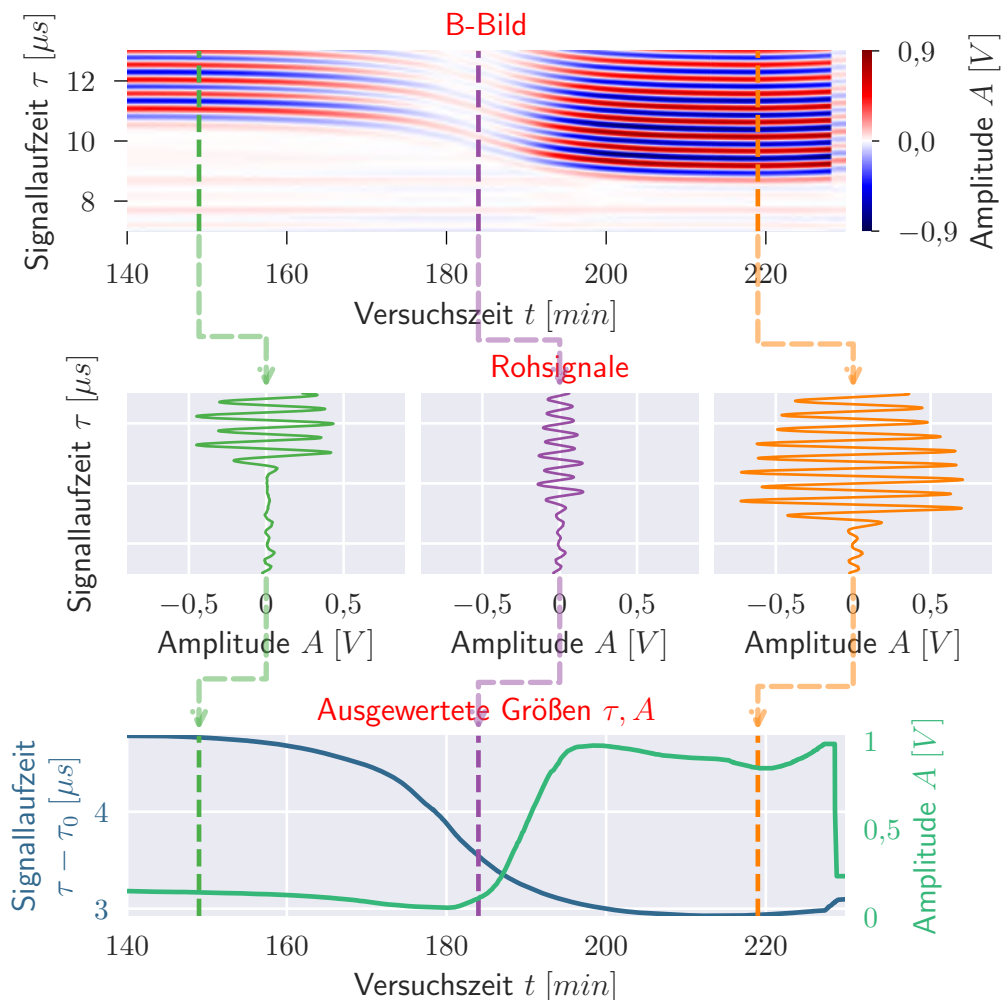 B-Bild
Signallaufzeit τ [μs]
12
10
8
140 160 180 200 220
Versuchszeit t [min]
0,9
0,0
−0,9
Amplitude A [V]
Rohsignale
Signallaufzeit τ [μs]
−0,5 0 0,5
−0,5 0 0,5
−0,5 0 0,5
Amplitude A [V]
Amplitude A [V]
Amplitude A [V]
Ausgewertete Größen τ, A
Signallaufzeit
τ − τ₀ [μs]
4
3
1
0,5
0
Amplitude A [V]
140 160 180 200 220
Versuchszeit t [min]